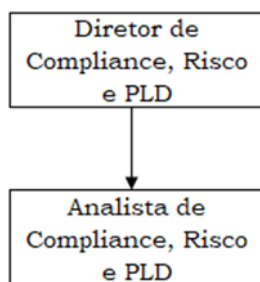 Diretor de
Compliance, Risco
e PLD
Analista de
Compliance, Risco
e PLD